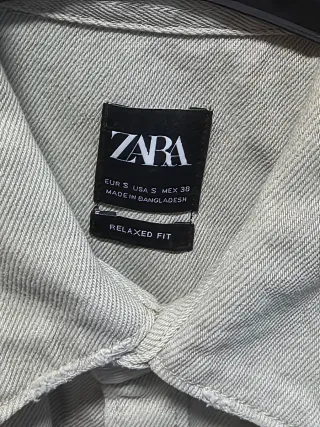 ZARA
EUR S USA S MEX 38
MADE IN BANGLADESH
RELAXED FIT